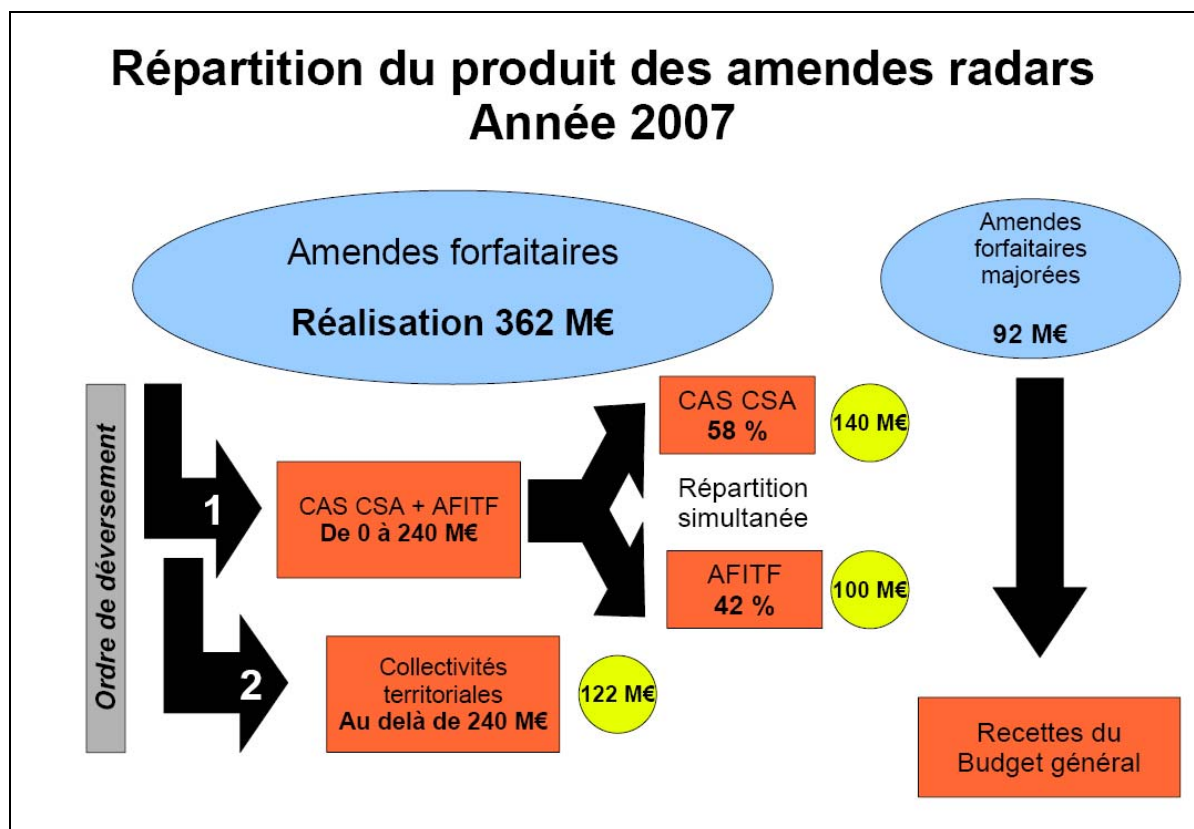 Répartition du produit des amendes radars
Année 2007
Amendes forfaitaires
Réalisation 362 M€
Amendes
forfaitaires
majorées
92 M€
Ordre de déversement
1
CAS CSA + AFITF
De 0 à 240 M€
CAS CSA
58 %
140 M€
Répartition
simultanée
AFITF
42 %
100 M€
2
Collectivités
territoriales
Au delà de 240 M€
122 M€
Recettes du
Budget général